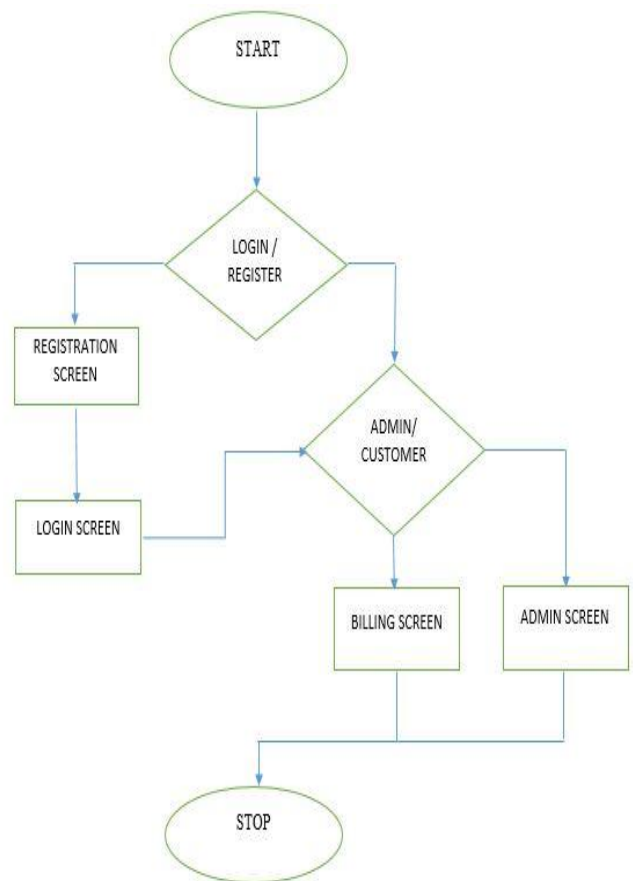 START
LOGIN /
REGISTER
REGISTRATION
SCREEN
ADMIN/
CUSTOMER
LOGIN SCREEN
BILLING SCREEN
ADMIN SCREEN
STOP